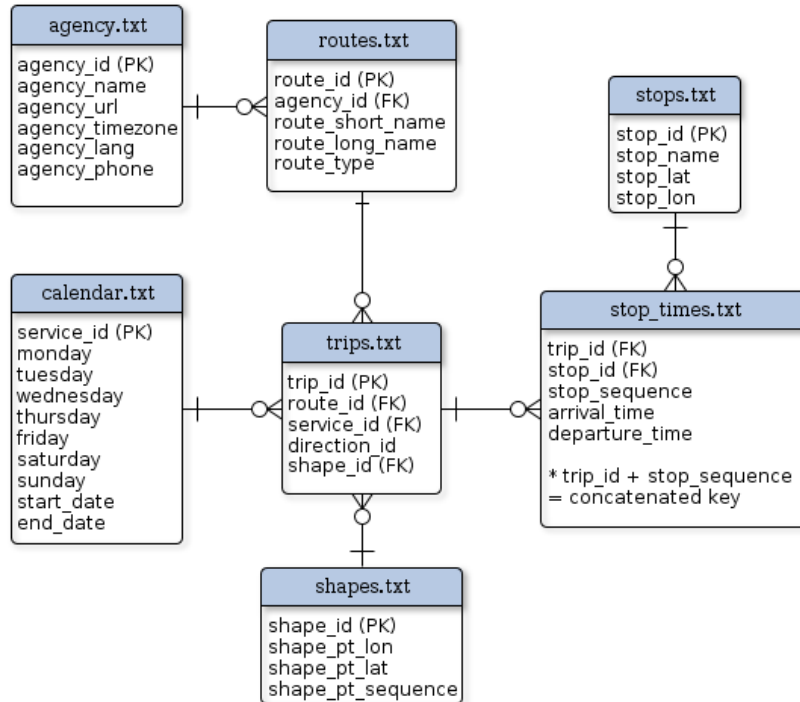 agency.txt
agency_id (PK)
agency_name
agency_url
agency_timezone
agency_lang
agency_phone
routes.txt
route_id (PK)
agency_id (FK)
route_short_name
route_long_name
route_type
stops.txt
stop_id (PK)
stop_name
stop_lat
stop_lon
calendar.txt
service_id (PK)
monday
tuesday
wednesday
thursday
friday
saturday
sunday
start_date
end_date
trips.txt
trip_id (PK)
route_id (FK)
service_id (FK)
direction_id
shape_id (FK)
stop_times.txt
trip_id (FK)
stop_id (FK)
stop_sequence
arrival_time
departure_time
* trip_id + stop_sequence
= concatenated key
shapes.txt
shape_id (PK)
shape_pt_lon
shape_pt_lat
shape_pt_sequence